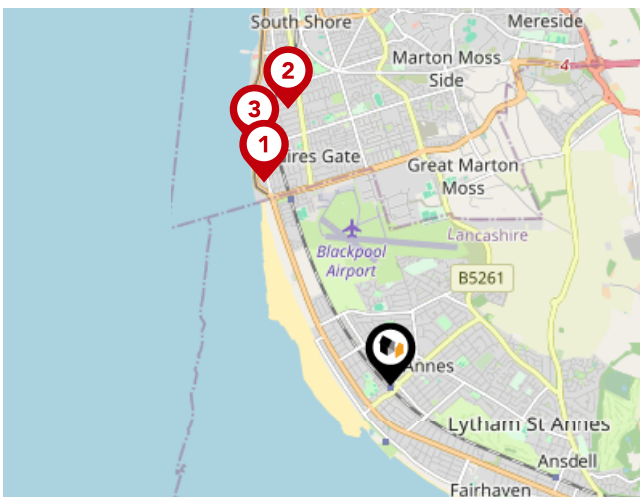 South Shore
Mereside
Marton Moss
Side
4
2
3
1
ires Gate
Great Marton
Moss
Lancashire
Blackpool
Airport
B5261
Annes
Lytham St Annes
Ansdell
Fairhaven